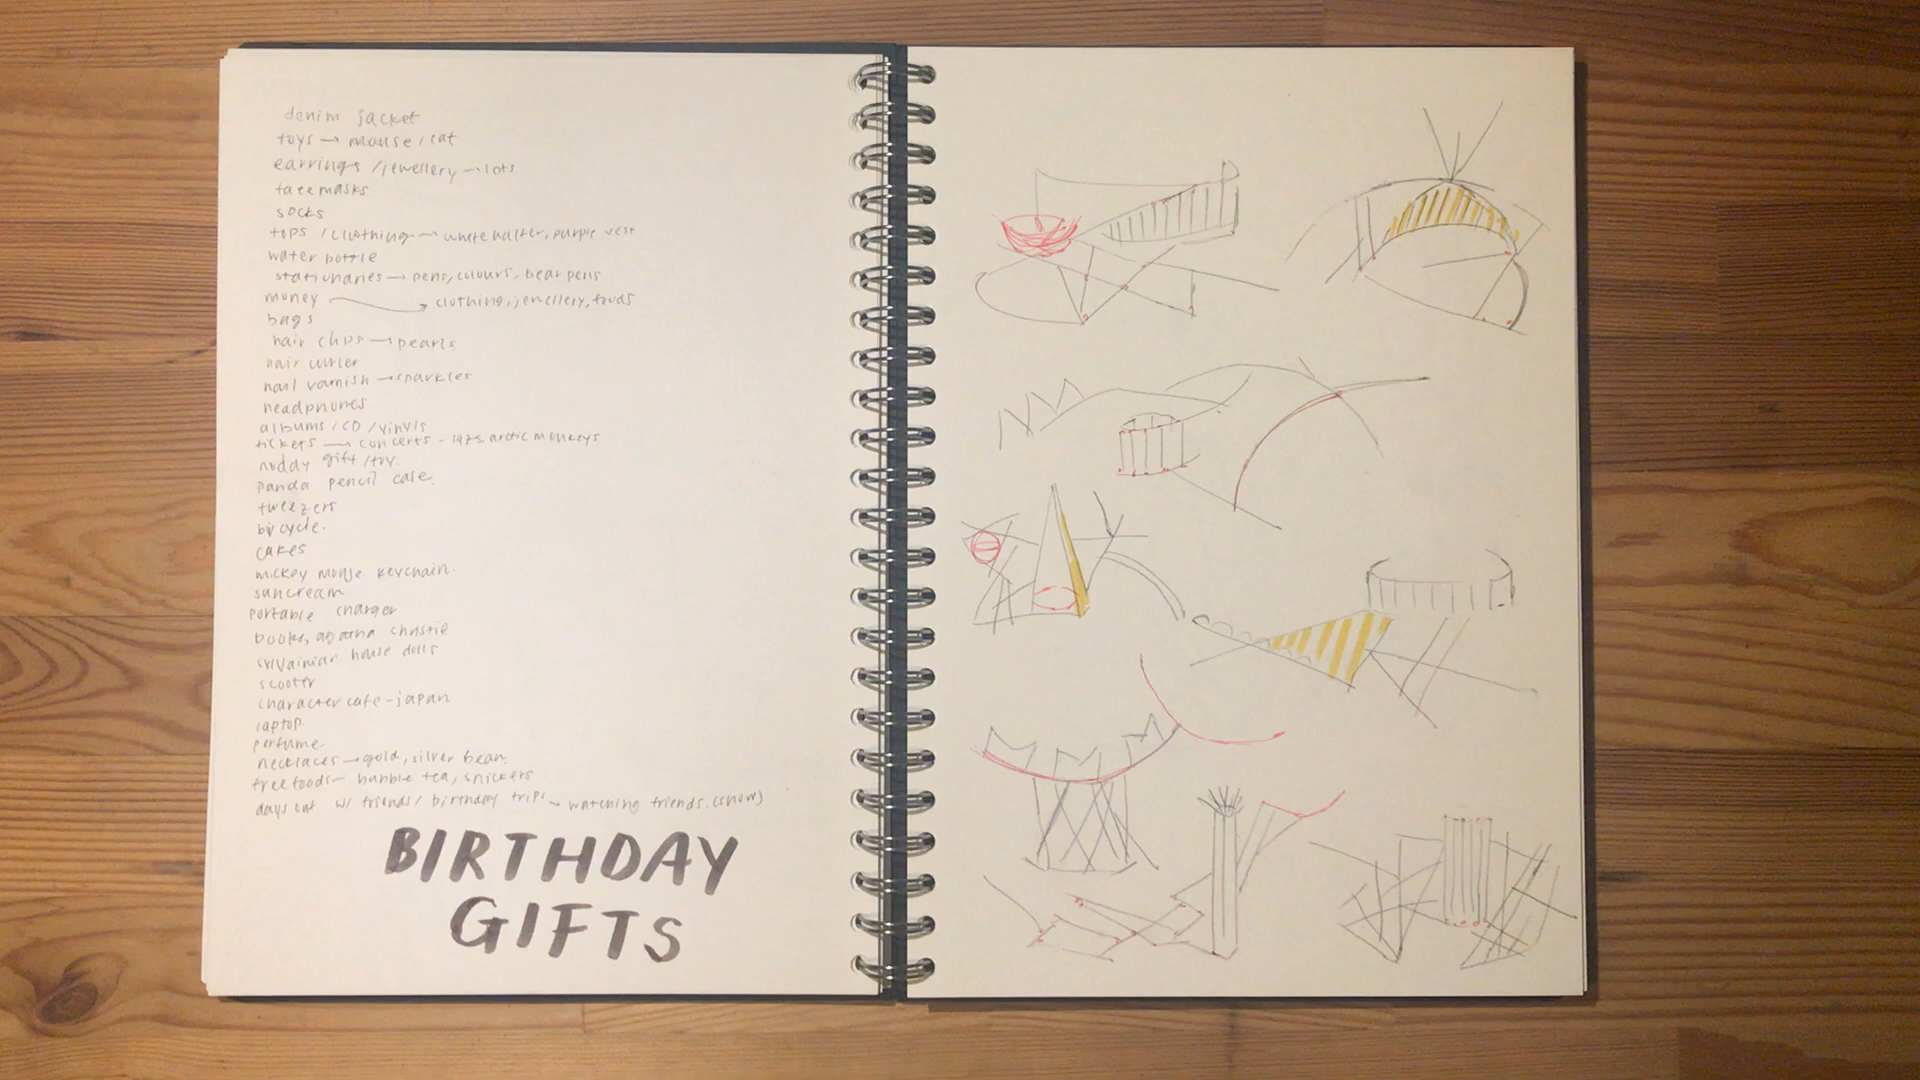 denim jacket
toys → mouse / cat
earrings / jewellery → lots
face masks
socks
tops / clothing → white halter, purple vest
water bottle
stationaries → pens, colours, bear pens
money → clothing, jewellery, foods
bags
hair clips → pearls
hair curler
nail varnish → sparkles
headphones
albums / CD / vinyls
tickets → concerts - 1975, arctic monkeys
noddy gift / toy.
panda pencil case.
tweezers
bicycle.
cakes
mickey mouse keychain.
suncream.
portable charger
books, agatha christie
sylvainian house dolls
scooter
character cafe - japan
laptop.
perfume
necklaces → gold, silver bean.
free foods - bubble tea, snickers
days out w/ friends / birthday trips → watching friends. (show)
BIRTHDAY
GIFTS